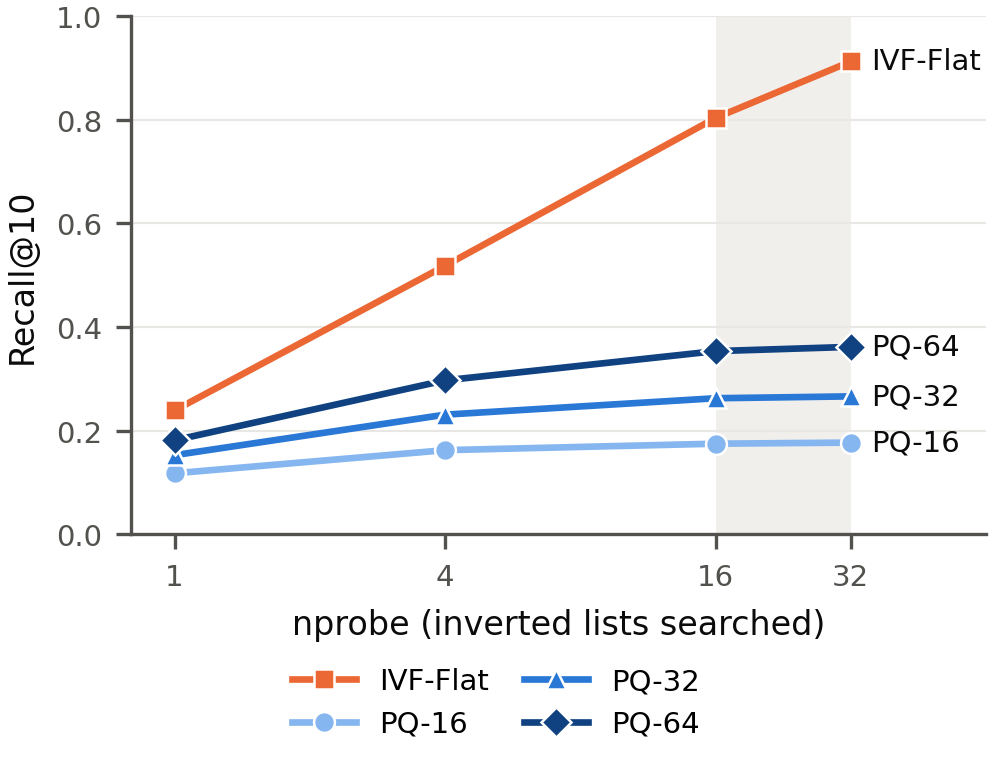 1.0
0.8
0.6
0.4
0.2
0.0
Recall@10
IVF-Flat
PQ-64
PQ-32
PQ-16
1 4 16 32
nprobe (inverted lists searched)
IVF-Flat PQ-32
PQ-16 PQ-64